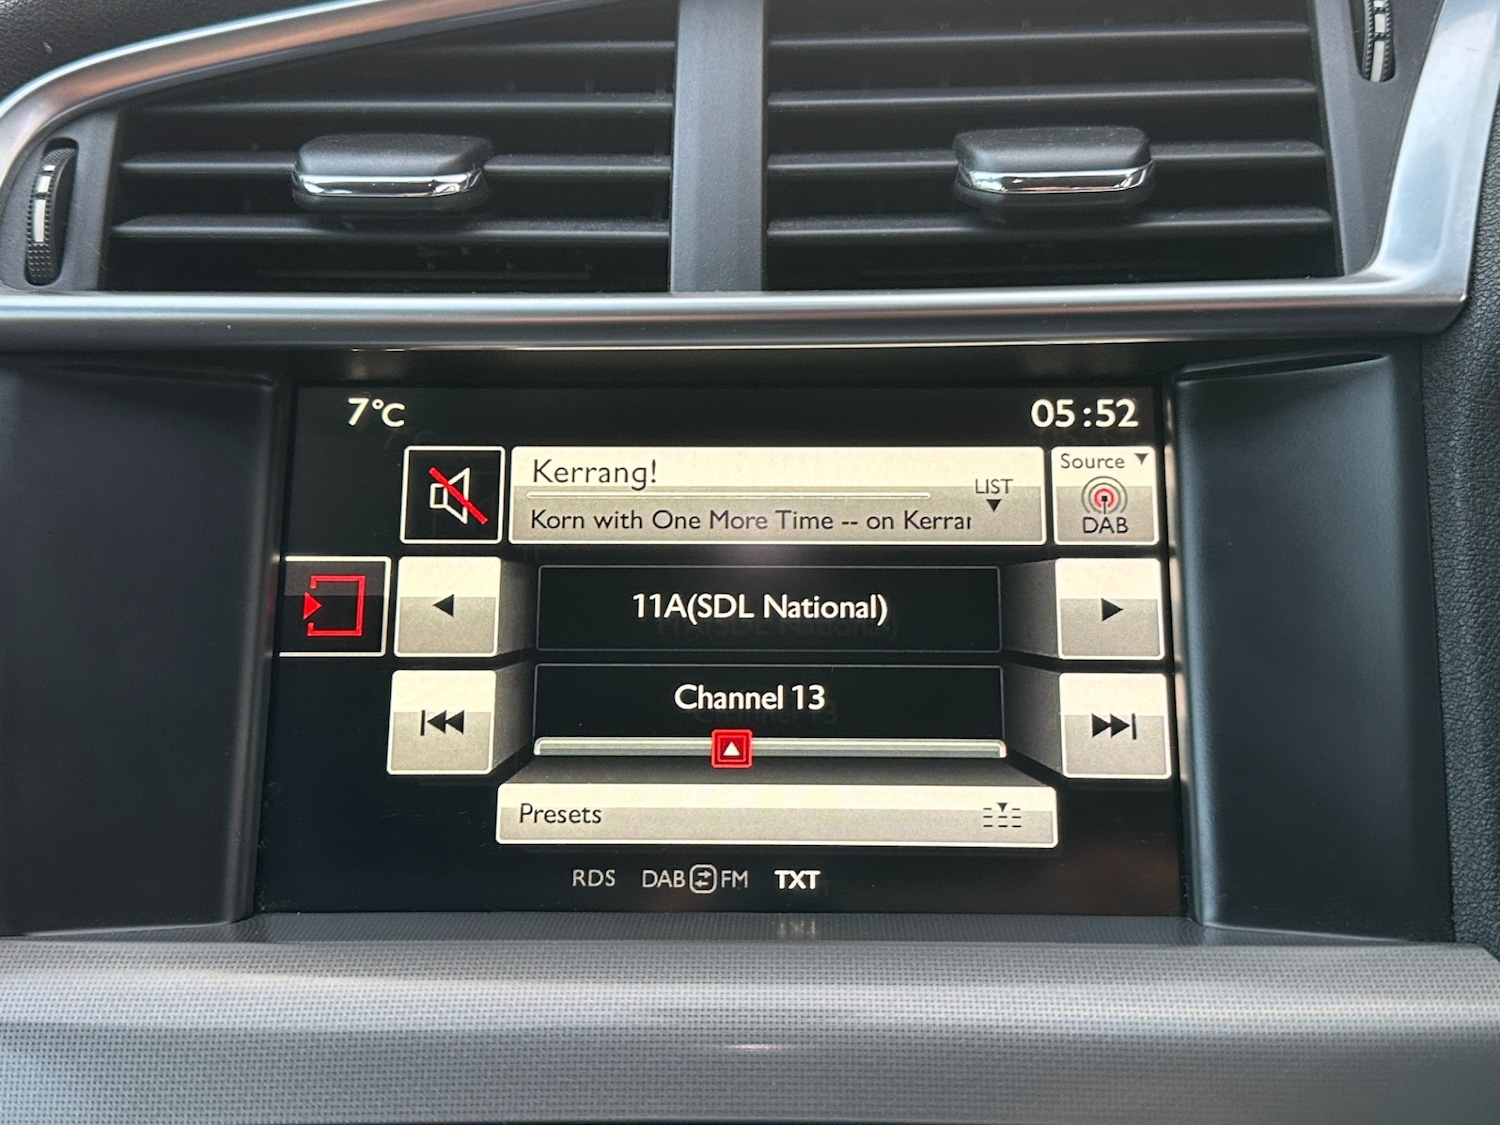 7°C 05:52
Kerrang!
LIST
Source
Korn with One More Time -- on Kerrar
DAB
11A(SDL National)
Channel 13
Presets
RDS DAB FM TXT